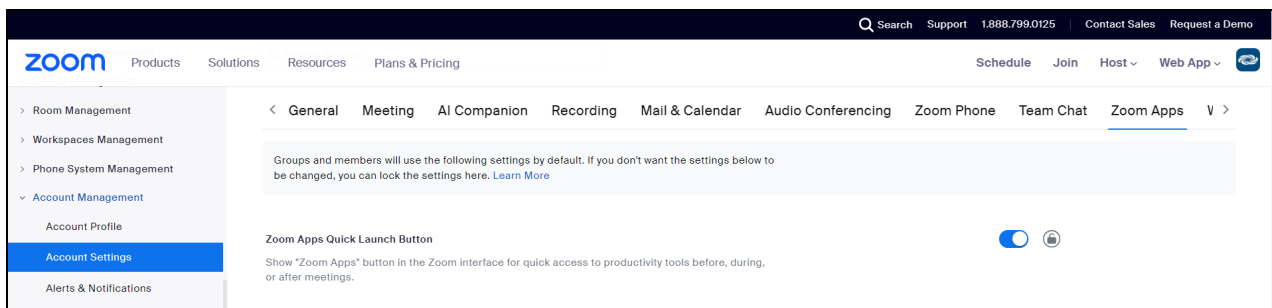 Search Support 1.888.799.0125 Contact Sales Request a Demo
zoom Products Solutions Resources Plans & Pricing Schedule Join Host Web App
Room Management
General Meeting AI Companion Recording Mail & Calendar Audio Conferencing Zoom Phone Team Chat Zoom Apps
Workspaces Management
Groups and members will use the following settings by default. If you don't want the settings below to
be changed, you can lock the settings here. Learn More
Phone System Management
Account Management
Account Profile
Zoom Apps Quick Launch Button
Account Settings
Show "Zoom Apps" button in the Zoom interface for quick access to productivity tools before, during,
or after meetings.
Alerts & Notifications